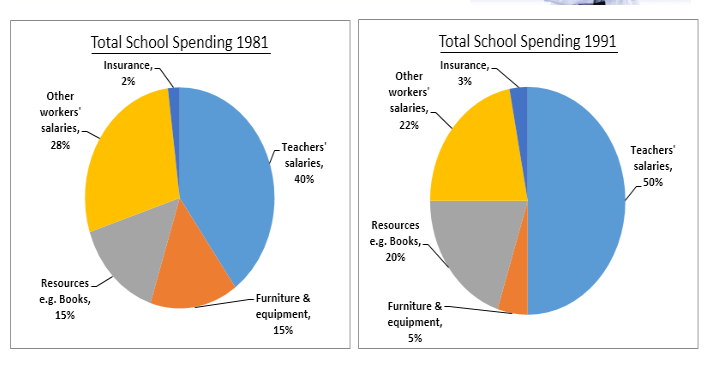 Total School Spending 1981
Insurance,
2%
Other
workers'
salaries,
28%
Teachers'
salaries,
40%
Resources
e.g. Books,
15%
Furniture &
equipment,
15%
Total School Spending 1991
Insurance,
3%
Other
workers'
salaries,
22%
Teachers'
salaries,
50%
Resources
e.g. Books,
20%
Furniture &
equipment,
5%